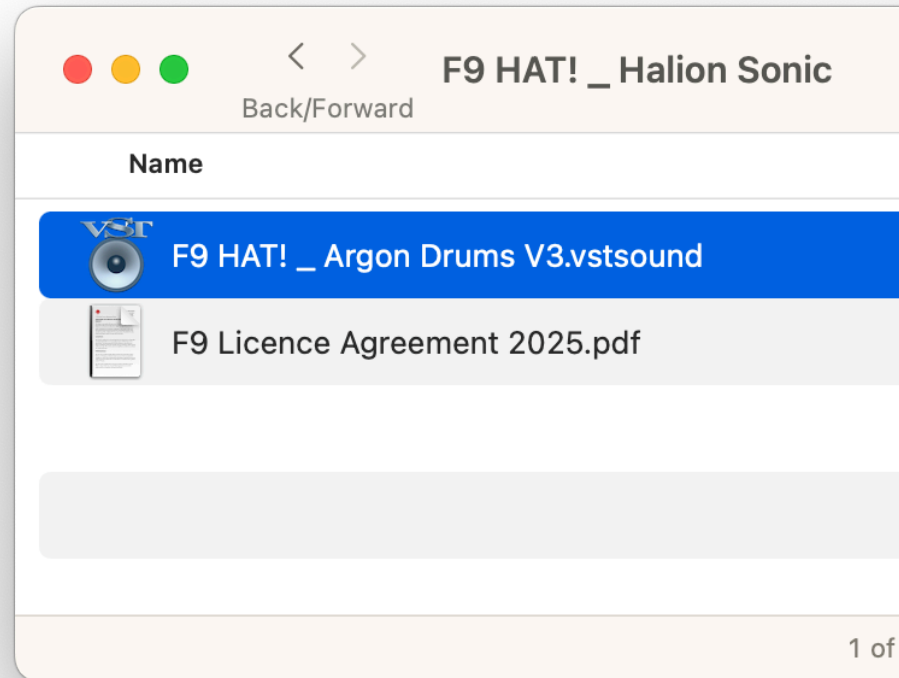 F9 HAT! _ Halion Sonic
Back/Forward
Name
VST
F9 HAT! _ Argon Drums V3.vstsound
F9 Licence Agreement 2025.pdf
1 of